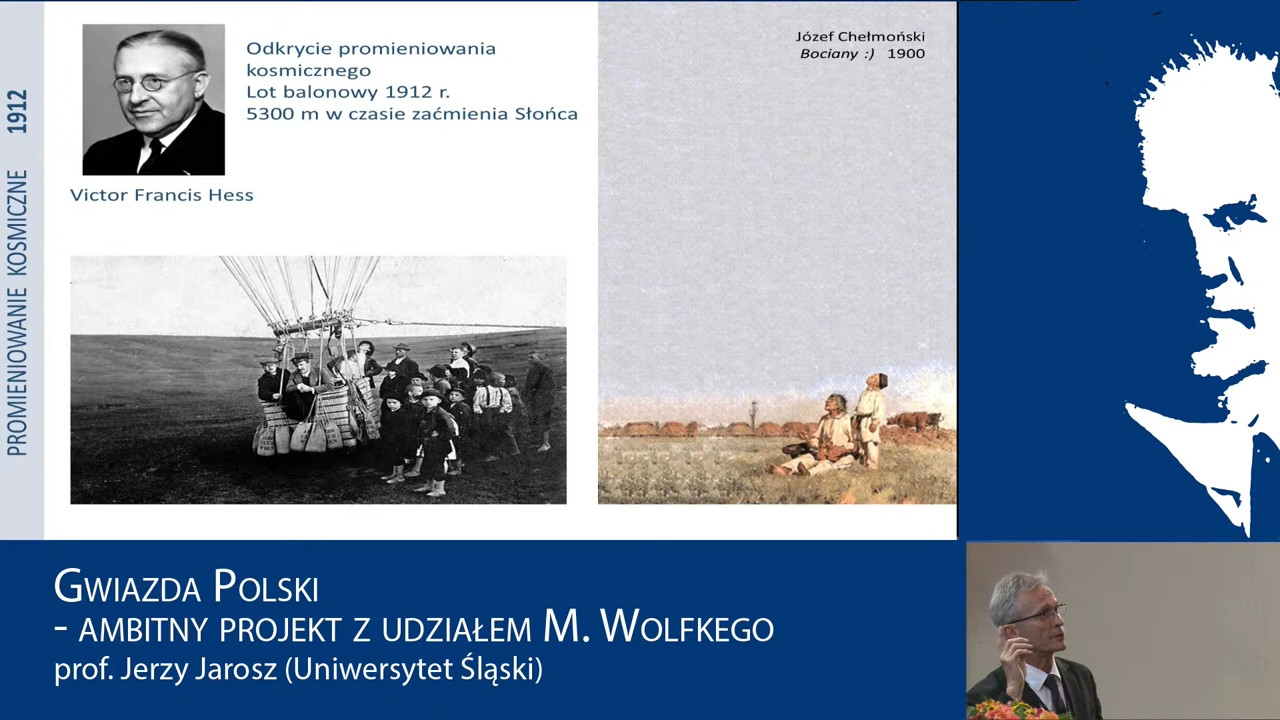 PROMIENIOWANIE KOSMICZNE 1912
Odkrycie promieniowania
kosmicznego
Lot balonowy 1912 r.
5300 m w czasie zaćmienia Słońca
Victor Francis Hess
Józef Chełmoński
Bociany :) 1900
Gwiazda Polski
- ambitny projekt z udziałem M. Wolfkego
prof. Jerzy Jarosz (Uniwersytet Śląski)